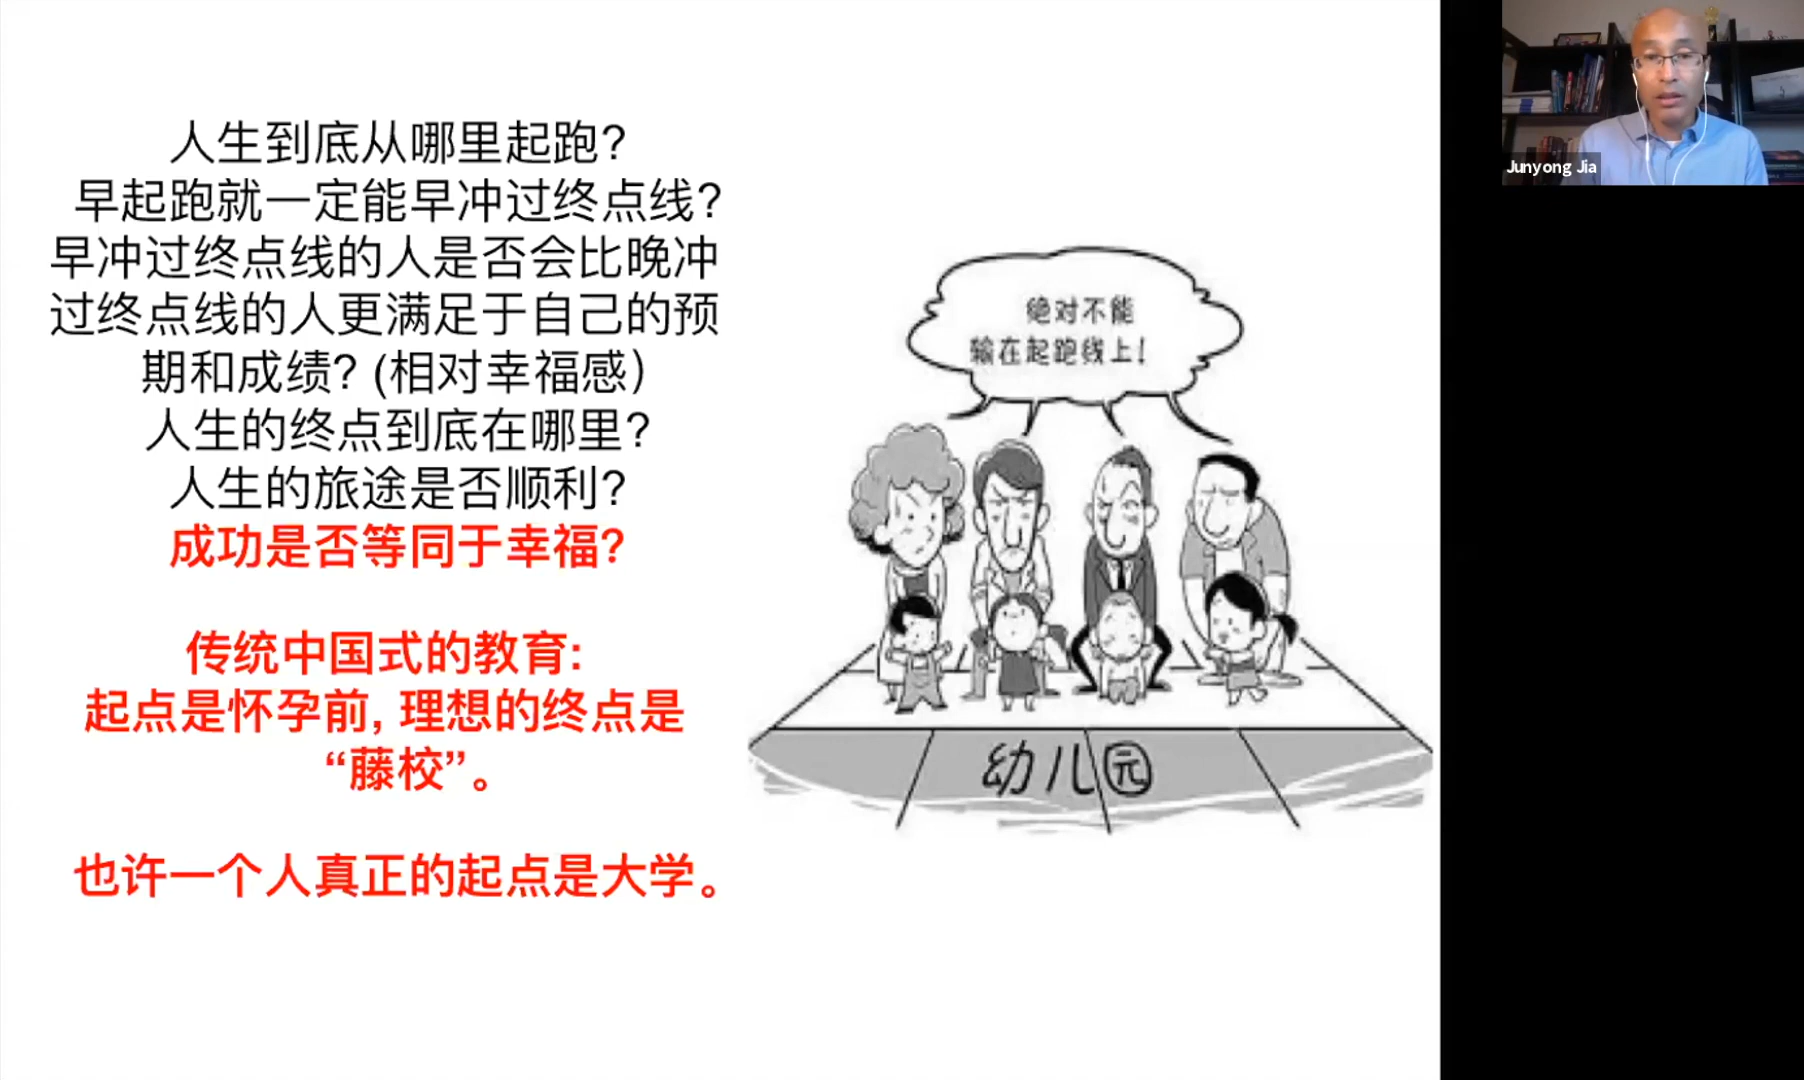 人生到底从哪里起跑?
早起跑就一定能早冲过终点线?
早冲过终点线的人是否会比晚冲
过终点线的人更满足于自己的预
期和成绩? (相对幸福感）
人生的终点到底在哪里?
人生的旅途是否顺利?
成功是否等同于幸福?
传统中国式的教育:
起点是怀孕前, 理想的终点是
“藤校”。
也许一个人真正的起点是大学。
绝对不能
输在起跑线上!
幼儿园
Junyong Jia